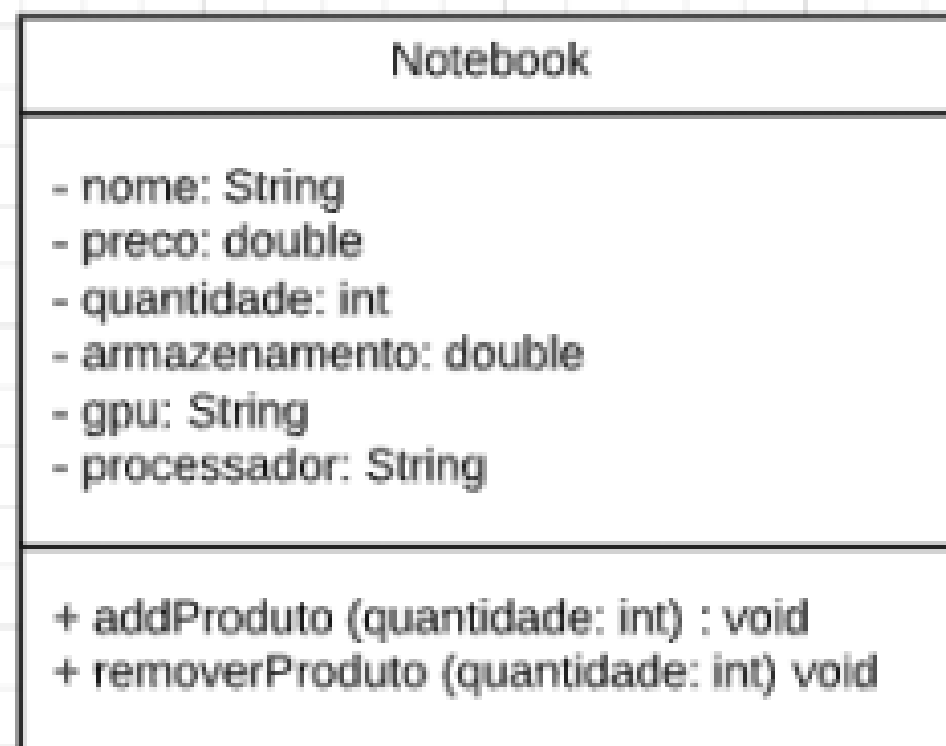 Notebook
- nome: String
- preco: double
- quantidade: int
- armazenamento: double
- gpu: String
- processador: String
+ addProduto (quantidade: int) : void
+ removerProduto (quantidade: int) void